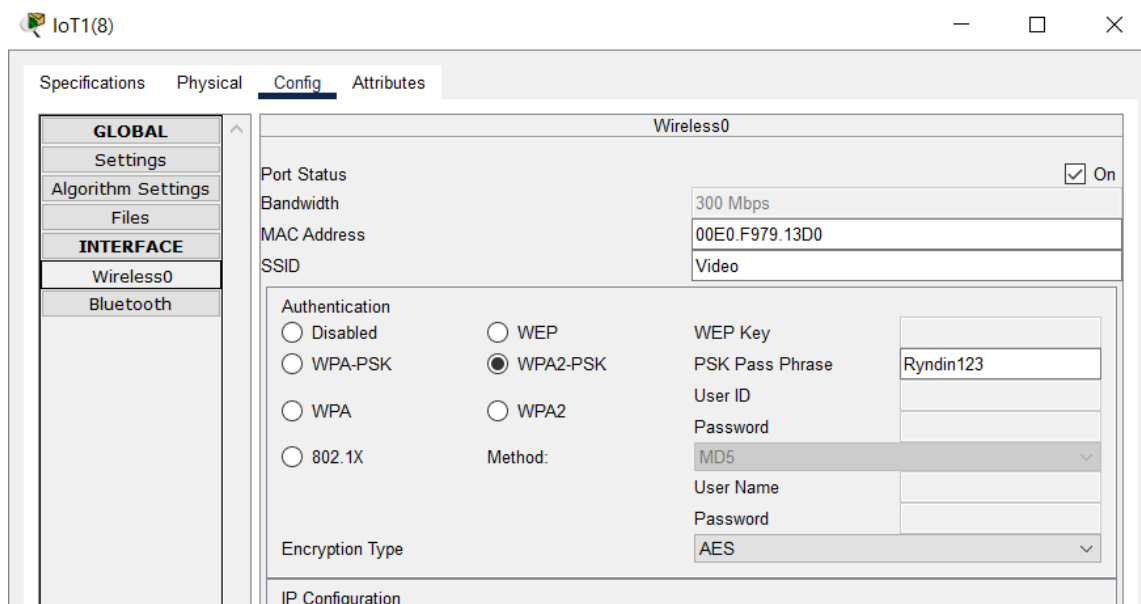 IoT1(8)
Specifications Physical Config Attributes
GLOBAL
Settings
Algorithm Settings
Files
INTERFACE
Wireless0
Bluetooth
Wireless0
Port Status On
Bandwidth 300 Mbps
MAC Address 00E0.F979.13D0
SSID Video
Authentication
Disabled WEP WEP Key
WPA-PSK WPA2-PSK PSK Pass Phrase Ryndin123
User ID
WPA WPA2
Password
802.1X Method: MD5
User Name
Password
Encryption Type AES
IP Configuration